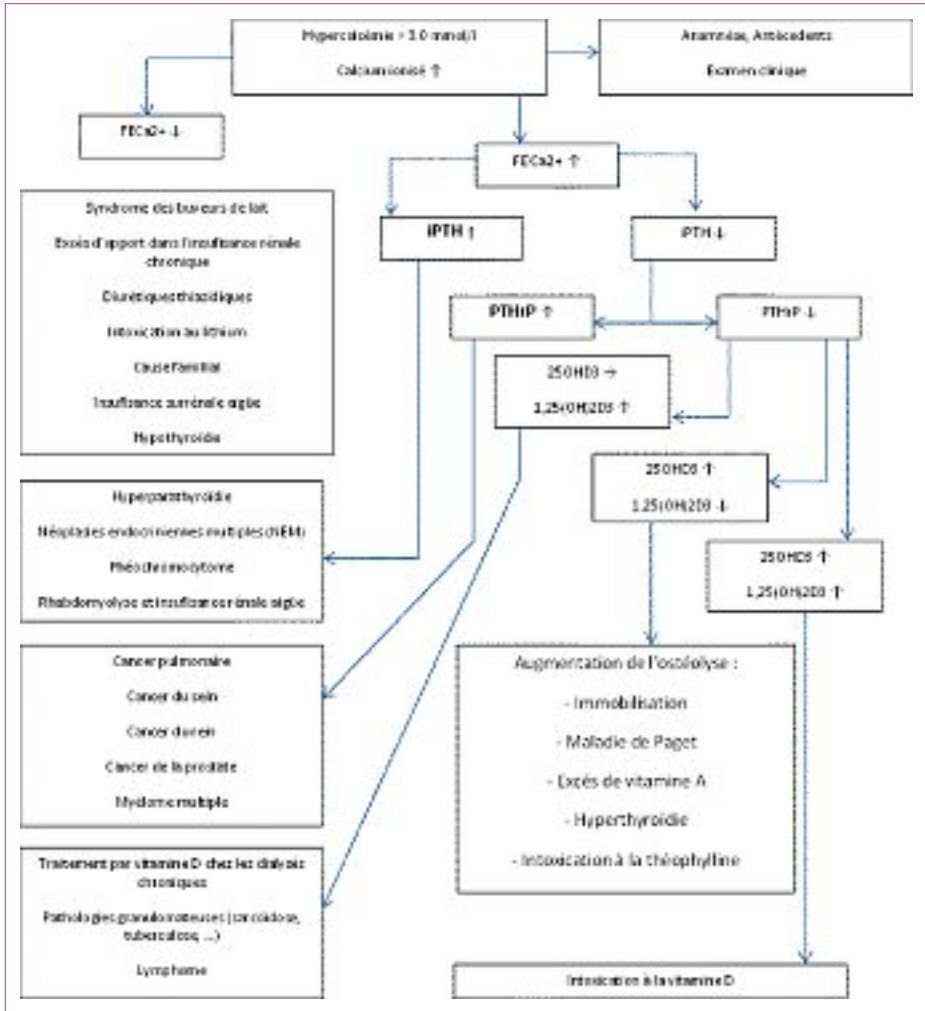 Hypercalcémie > 3.0 mmol/l
Calcium ionisé ↑
Anamnèse, Antécédents
Examen clinique
FECa2+ ↓
FECa2+ ↑
Syndrome des buveurs de lait
Excès d'apport dans l'insuffisance rénale
chronique
Diurétiques thiazidiques
Intoxication au lithium
Cause familial
Insuffisance surrénale aigüe
Hypothyroïdie
iPTH ↑
iPTH ↓
PTHrP ↑
PTHrP ↓
25OHD3 →
1,25(OH)2D3 ↑
25OHD3 ↑
1,25(OH)2D3 ↓
25OHD3 ↑
1,25(OH)2D3 ↑
Hyperparathyroïdie
Néoplasies endocriniennes multiples (NEM)
Phéochromocytome
Rhabdomyolyse et insuffisance rénale aigüe
Cancer pulmonaire
Cancer du sein
Cancer du rein
Cancer de la prostate
Myélome multiple
Augmentation de l'ostéolyse :
- Immobilisation
- Maladie de Paget
- Excés de vitamine A
- Hyperthyroïdie
- Intoxication à la théophylline
Traitement par vitamine D chez les dialysés
chroniques
Pathologies granulomateuses (sarcoïdose,
tuberculose, ...)
Lymphome
Intoxication à la vitamine D